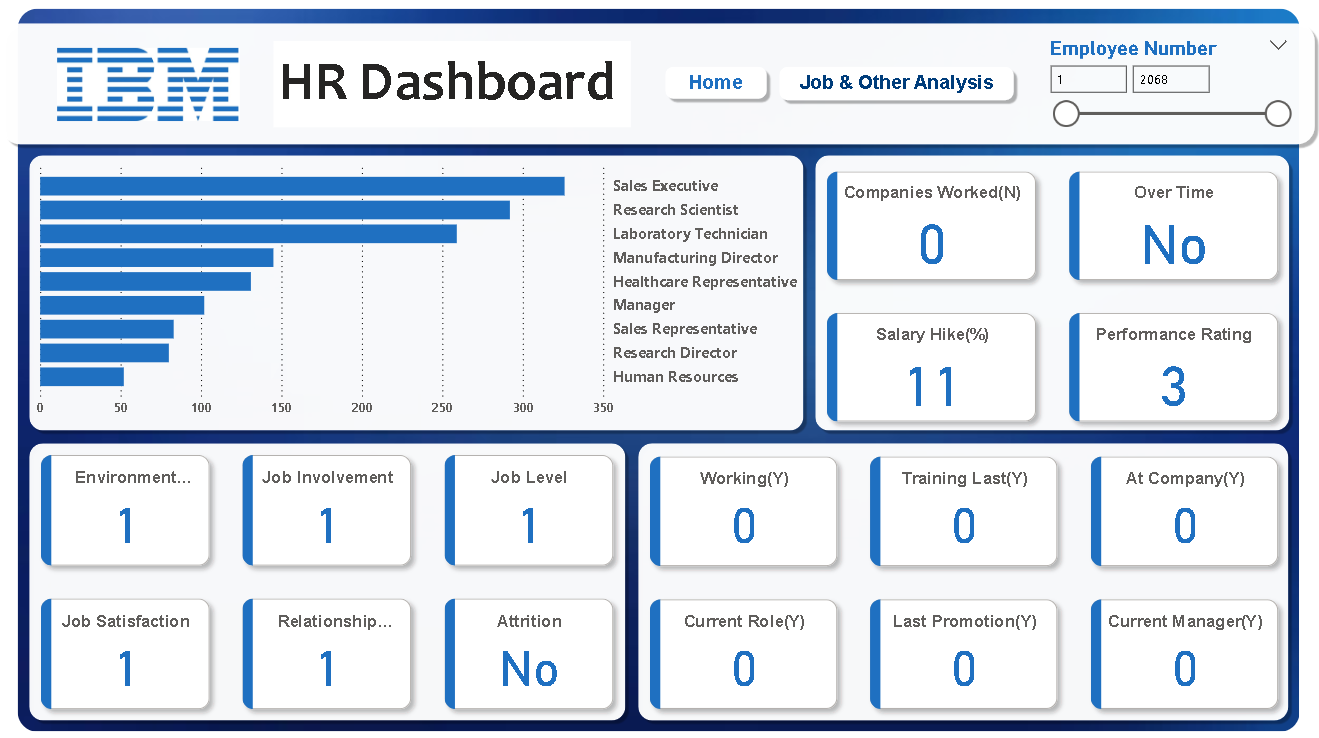 IBM
HR Dashboard
Home
Job & Other Analysis
Employee Number
1
2068
Sales Executive
Research Scientist
Laboratory Technician
Manufacturing Director
Healthcare Representative
Manager
Sales Representative
Research Director
Human Resources
0 50 100 150 200 250 300 350
Companies Worked(N)
0
Over Time
No
Salary Hike(%)
11
Performance Rating
3
Environment...
1
Job Involvement
1
Job Level
1
Job Satisfaction
1
Relationship...
1
Attrition
No
Working(Y)
0
Training Last(Y)
0
At Company(Y)
0
Current Role(Y)
0
Last Promotion(Y)
0
Current Manager(Y)
0